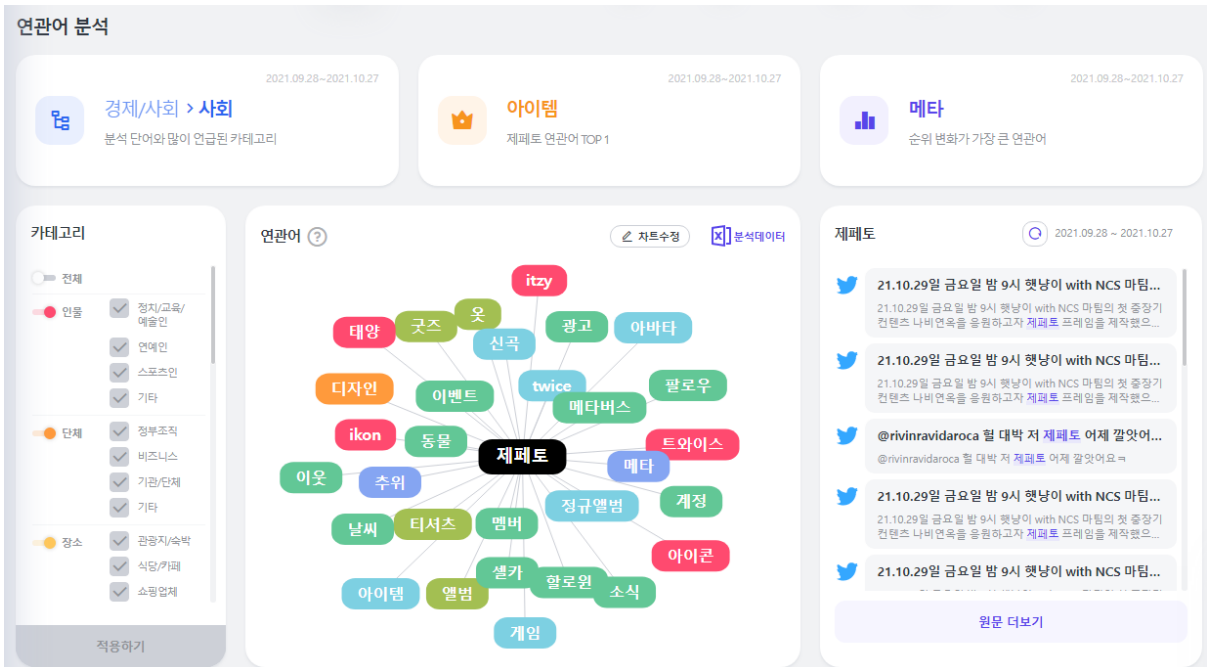 연관어 분석
2021.09.28~2021.10.27
경제/사회 > 사회
분석 단어와 많이 언급된 카테고리
2021.09.28~2021.10.27
아이템
제페토 연관어 TOP 1
2021.09.28~2021.10.27
메타
순위 변화가 가장 큰 연관어
카테고리
전체
인물
정치/교육/
예술인
연예인
스포츠인
기타
단체
정부조직
비즈니스
기관/단체
기타
장소
관광지/숙박
식당/카페
쇼핑업체
적용하기
연관어 ?
차트수정
분석데이터
itzy
옷
굿즈
태양
신곡
광고
아바타
디자인
이벤트
twice
메타버스
팔로우
ikon
동물
제페토
트와이스
메타
이웃
추위
정규앨범
계정
날씨
티셔츠
멤버
아이콘
셀카
할로윈
소식
아이템
앨범
게임
제페토
2021.09.28 ~ 2021.10.27
21.10.29일 금요일 밤 9시 햇냥이 with NCS 마팀...
21.10.29일 금요일 밤 9시 햇냥이 with NCS 마팀의 첫 중장기
컨텐츠 나비연옥을 응원하고자 제페토 프레임을 제작했으...
21.10.29일 금요일 밤 9시 햇냥이 with NCS 마팀...
21.10.29일 금요일 밤 9시 햇냥이 with NCS 마팀의 첫 중장기
컨텐츠 나비연옥을 응원하고자 제페토 프레임을 제작했으...
@rivinravidaroca 헐 대박 저 제페토 어제 깔앗어...
@rivinravidaroca 헐 대박 저 제페토 어제 깔앗어요ㅋ
21.10.29일 금요일 밤 9시 햇냥이 with NCS 마팀...
21.10.29일 금요일 밤 9시 햇냥이 with NCS 마팀의 첫 중장기
컨텐츠 나비연옥을 응원하고자 제페토 프레임을 제작했으...
21.10.29일 금요일 밤 9시 햇냥이 with NCS 마팀...
원문 더보기